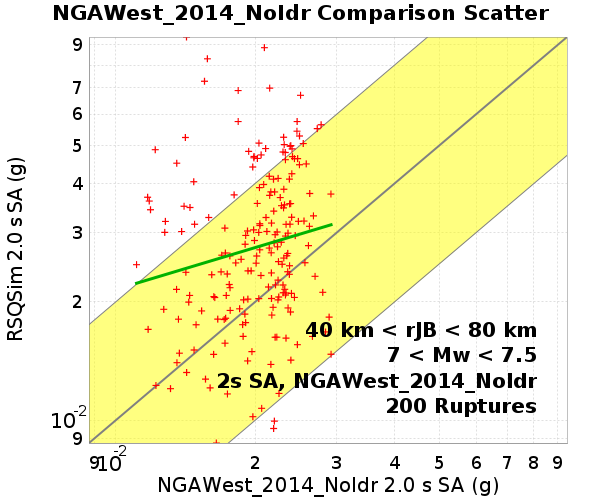 NGAWest_2014_NoIdr Comparison Scatter
RSQSim 2.0 s SA (g)
9
7
6
5
4
3
2
10-2
9
40 km < rJB < 80 km
7 < Mw < 7.5
2s SA, NGAWest_2014_NoIdr
200 Ruptures
9 10-2 2 3 4 5 6 7 8 9
NGAWest_2014_NoIdr 2.0 s SA (g)